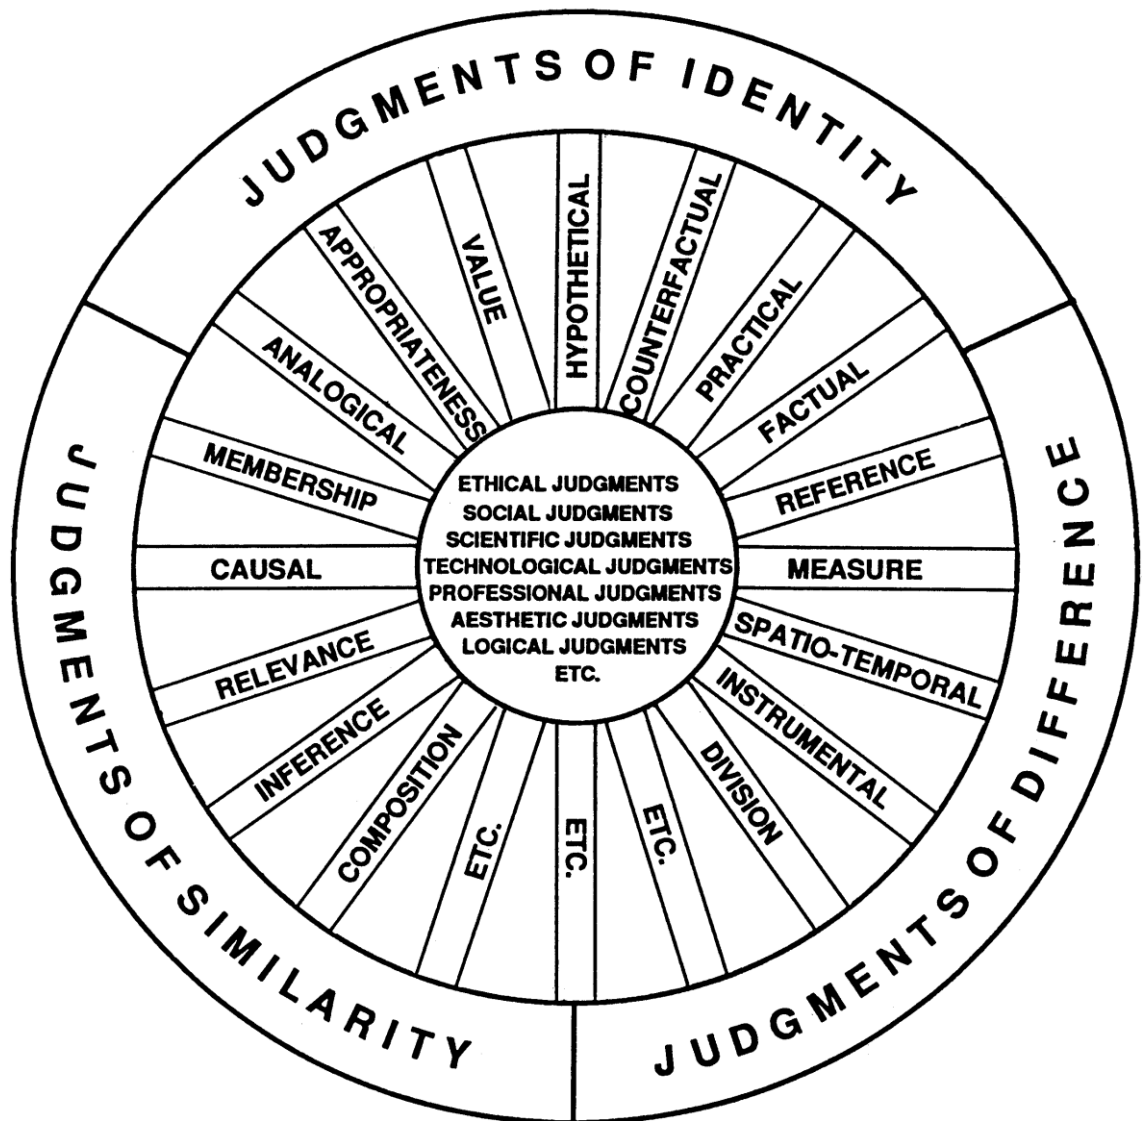 JUDGMENTS OF IDENTITY
JUDGMENTS OF DIFFERENCE
JUDGMENTS OF SIMILARITY
HYPOTHETICAL
COUNTERFACTUAL
PRACTICAL
FACTUAL
REFERENCE
MEASURE
SPATIO-TEMPORAL
INSTRUMENTAL
DIVISION
ETC.
ETC.
ETC.
COMPOSITION
INFERENCE
RELEVANCE
CAUSAL
MEMBERSHIP
ANALOGICAL
APPROPRIATENESS
VALUE
ETHICAL JUDGMENTS
SOCIAL JUDGMENTS
SCIENTIFIC JUDGMENTS
TECHNOLOGICAL JUDGMENTS
PROFESSIONAL JUDGMENTS
AESTHETIC JUDGMENTS
LOGICAL JUDGMENTS
ETC.